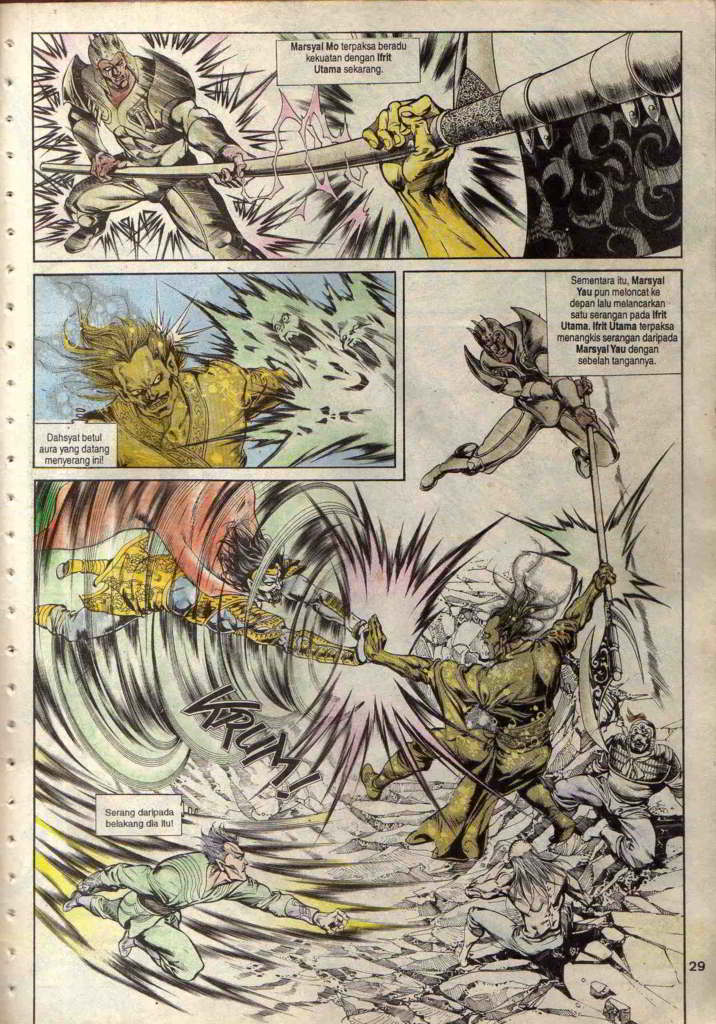 Marsyal Mo terpaksa beradu
kekuatan dengan Ifrit
Utama sekarang.
Dahsyat betul
aura yang datang
menyerang ini!
Sementara itu, Marsyal
Yau pun meloncat ke
depan lalu melancarkan
satu serangan pada Ifrit
Utama. Ifrit Utama terpaksa
menangkis serangan daripada
Marsyal Yau dengan
sebelah tangannya.
KRRUMM!
Serang daripada
belakang dia itu!
29